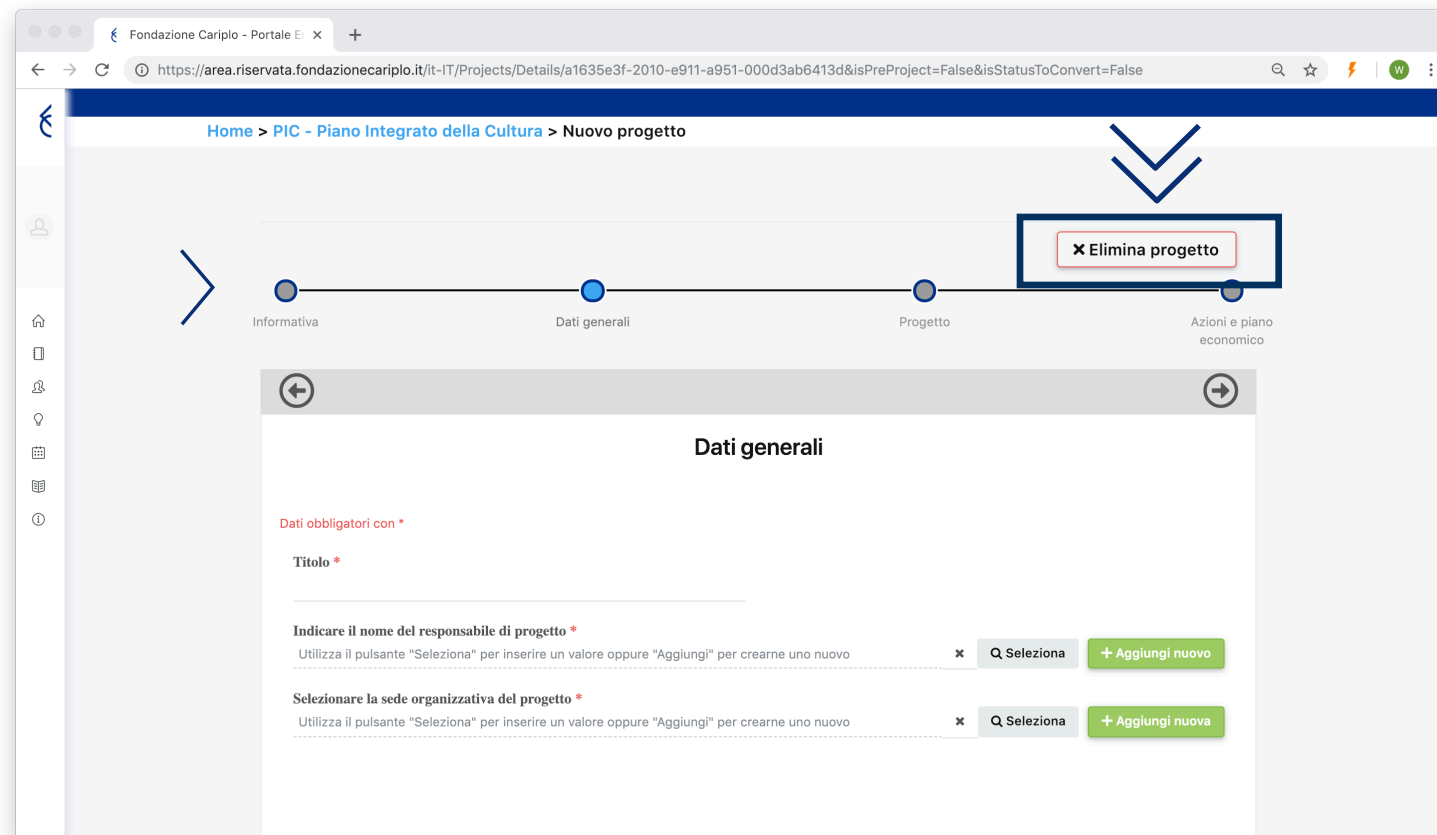 Fondazione Cariplo - Portale E
https://area.riservata.fondazionecariplo.it/it-IT/Projects/Details/a1635e3f-2010-e911-a951-000d3ab6413d&isPreProject=False&isStatusToConvert=False
W
Home > PIC - Piano Integrato della Cultura > Nuovo progetto
Elimina progetto
Informativa
Dati generali
Progetto
Azioni e piano
economico
Dati generali
Dati obbligatori con *
Titolo *
Indicare il nome del responsabile di progetto *
Utilizza il pulsante "Seleziona" per inserire un valore oppure "Aggiungi" per crearne uno nuovo
Seleziona
+ Aggiungi nuovo
Selezionare la sede organizzativa del progetto *
Utilizza il pulsante "Seleziona" per inserire un valore oppure "Aggiungi" per crearne uno nuovo
Seleziona
+ Aggiungi nuova